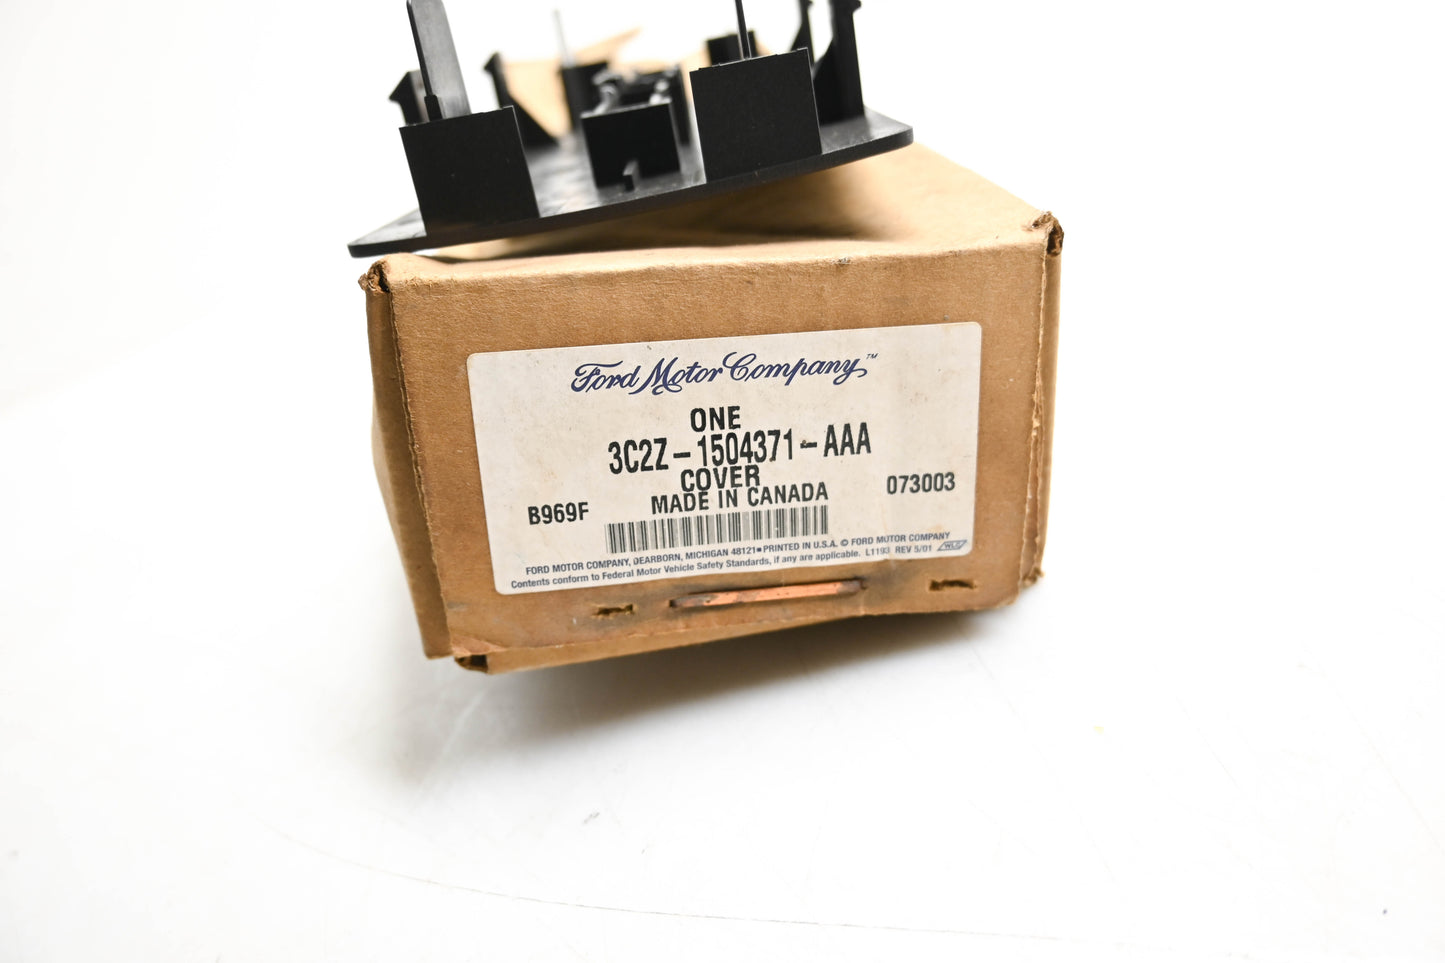 Ford Motor Company™
ONE
3C2Z-1504371-AAA
COVER
B969F MADE IN CANADA 073003
FORD MOTOR COMPANY, DEARBORN, MICHIGAN 48121■PRINTED IN U.S.A. © FORD MOTOR COMPANY
Contents conform to Federal Motor Vehicle Safety Standards, if any are applicable. L1193 REV 5/01 WLC